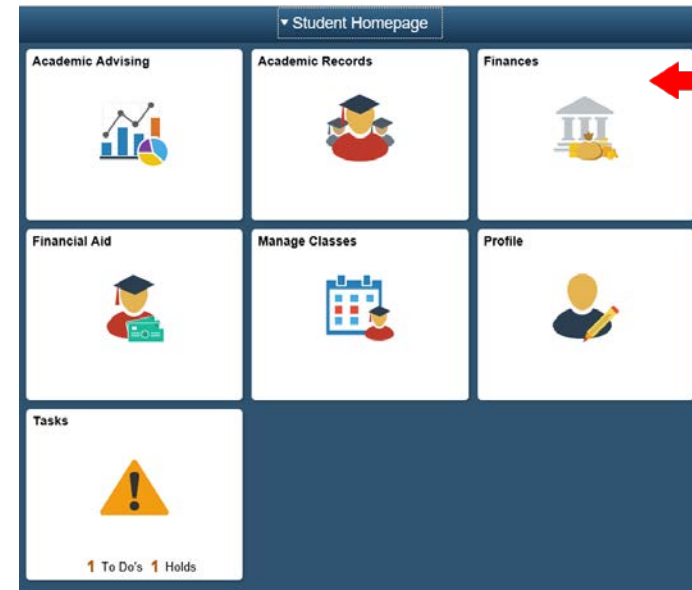 Student Homepage
Academic Advising
Academic Records
Finances
Financial Aid
Manage Classes
Profile
Tasks
1 To Do's 1 Holds